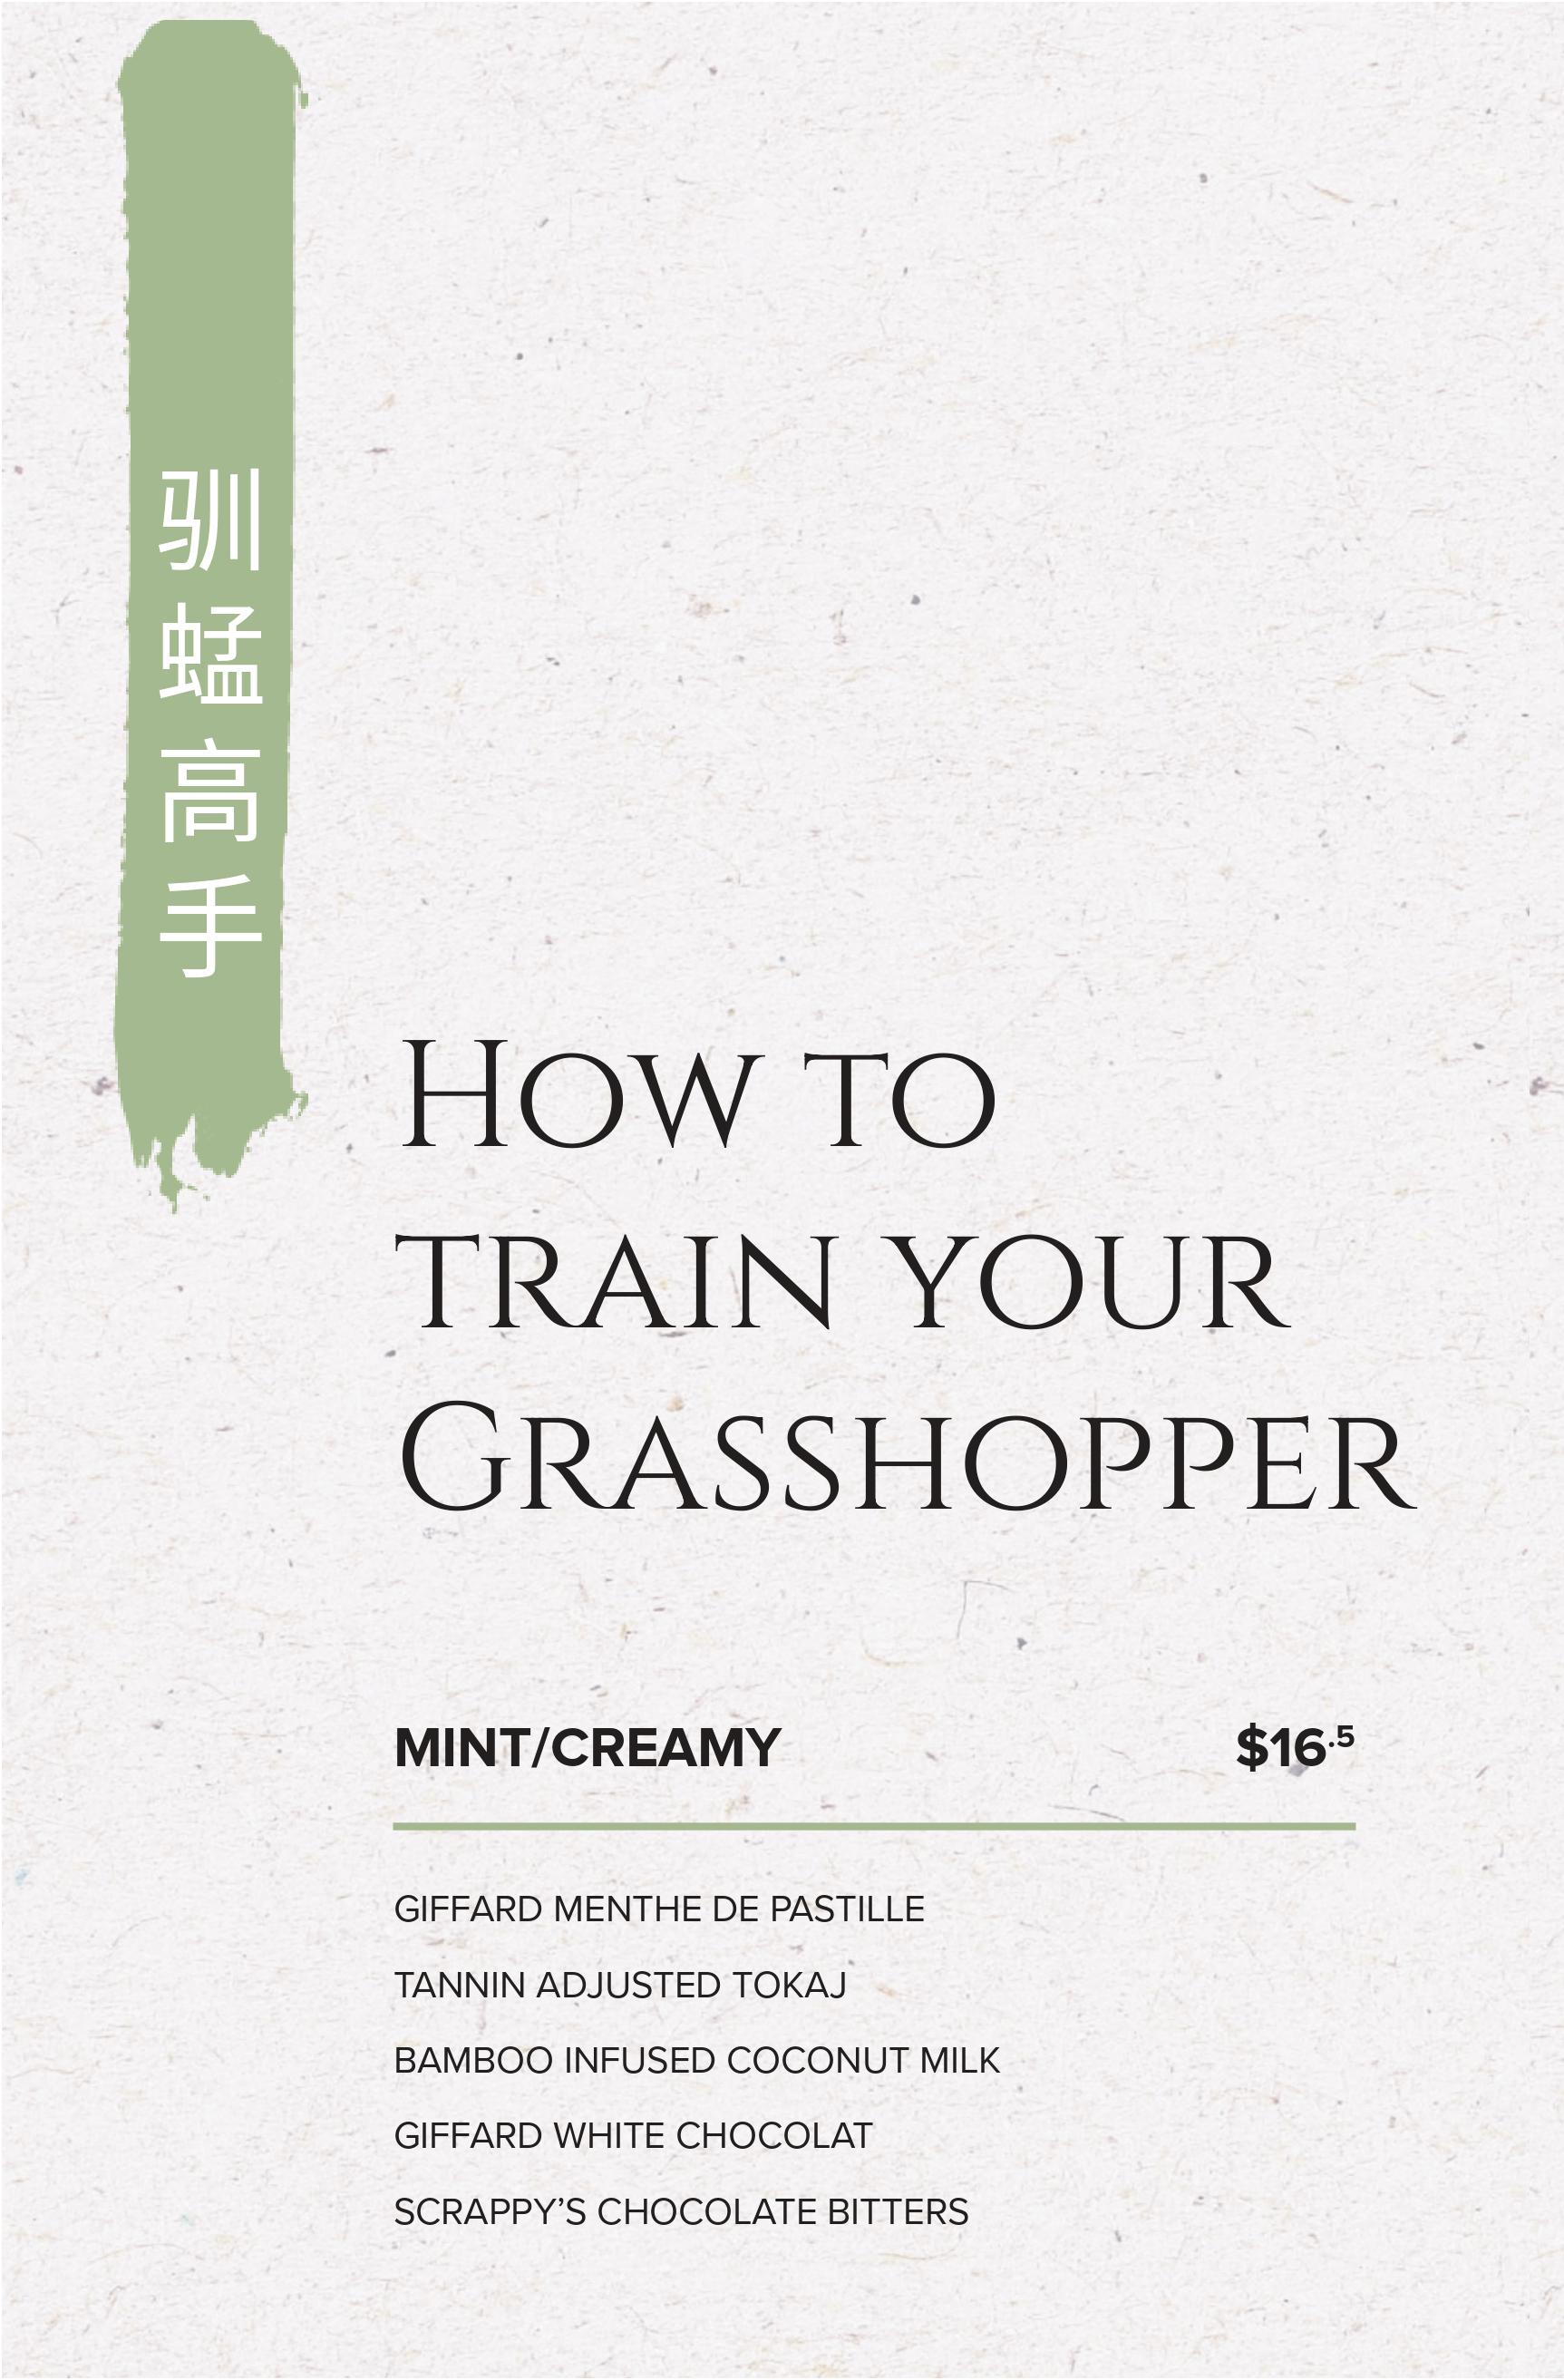 驯蜢高手
How to
train your
Grasshopper
MINT/CREAMY $16.5
GIFFARD MENTHE DE PASTILLE
TANNIN ADJUSTED TOKAJ
BAMBOO INFUSED COCONUT MILK
GIFFARD WHITE CHOCOLAT
SCRAPPY’S CHOCOLATE BITTERS